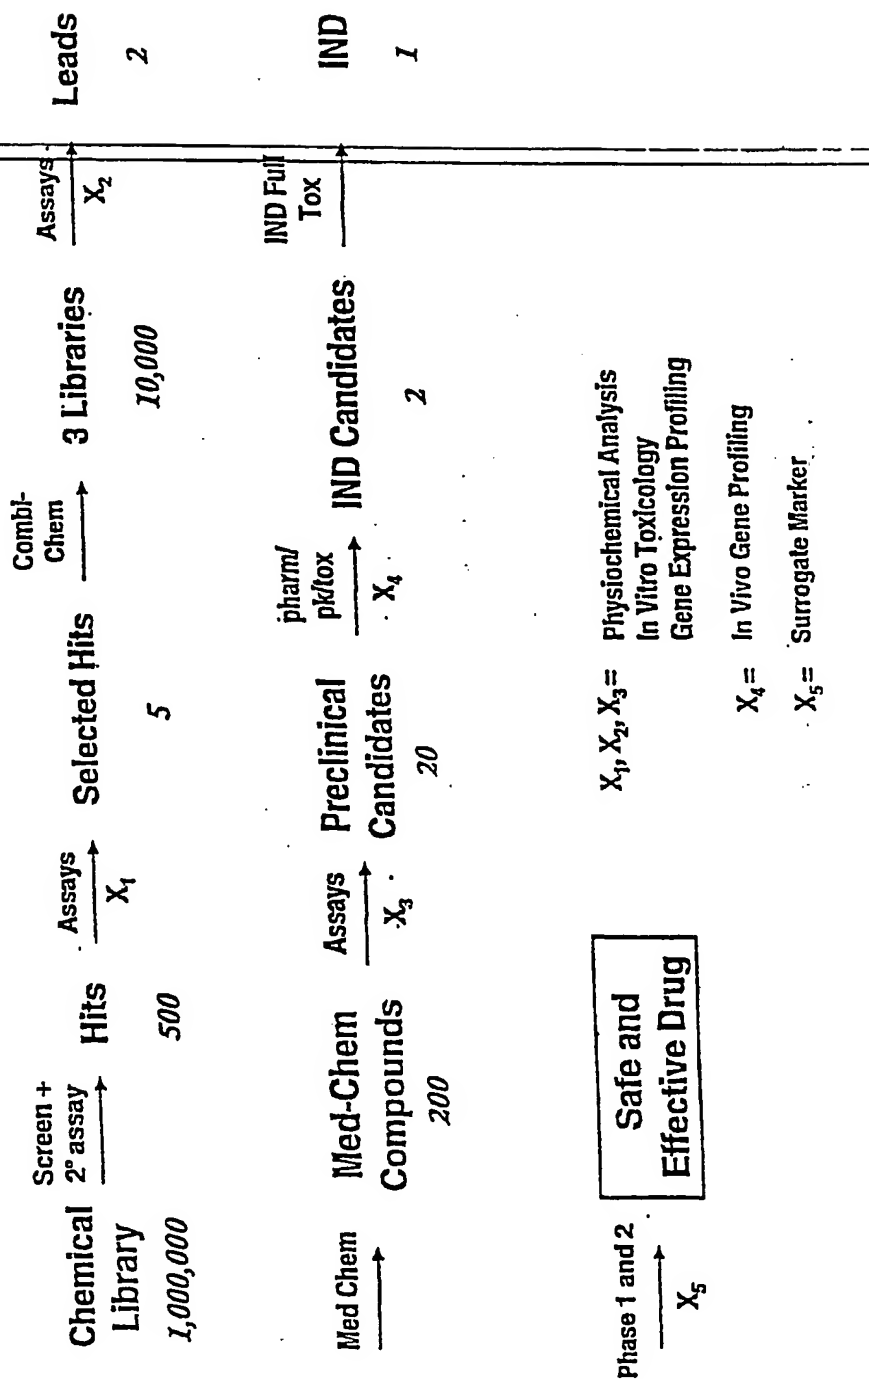 Chemical
Library
1,000,000
Screen +
2° assay
Hits
500
Assays
X1
Selected Hits
5
Combi-
Chem
3 Libraries
10,000
Assays
X2
Leads
2
Med Chem
Med-Chem
Compounds
200
Assays
X3
Preclinical
Candidates
20
pharm/
pk/tox
X4
IND Candidates
2
IND Full
Tox
IND
1
Phase 1 and 2
X5
Safe and
Effective Drug
X1, X2, X3= Physiochemical Analysis
In Vitro Toxicology
Gene Expression Profiling
X4= In Vivo Gene Profiling
X5= Surrogate Marker